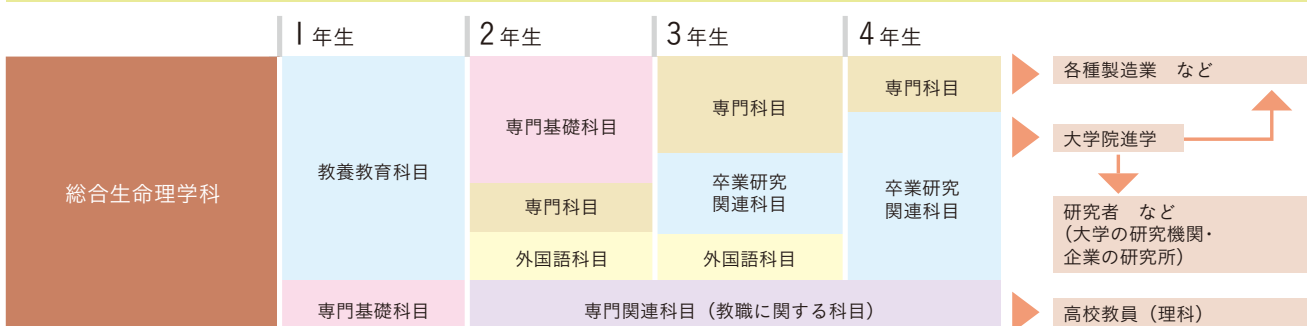 1年生
2年生
3年生
4年生
総合生命理学科
教養教育科目
専門基礎科目
専門基礎科目
専門科目
外国語科目
専門科目
卒業研究
関連科目
外国語科目
専門科目
卒業研究
関連科目
専門関連科目（教職に関する科目）
各種製造業　など
大学院進学
研究者　など
（大学の研究機関・
企業の研究所）
高校教員（理科）